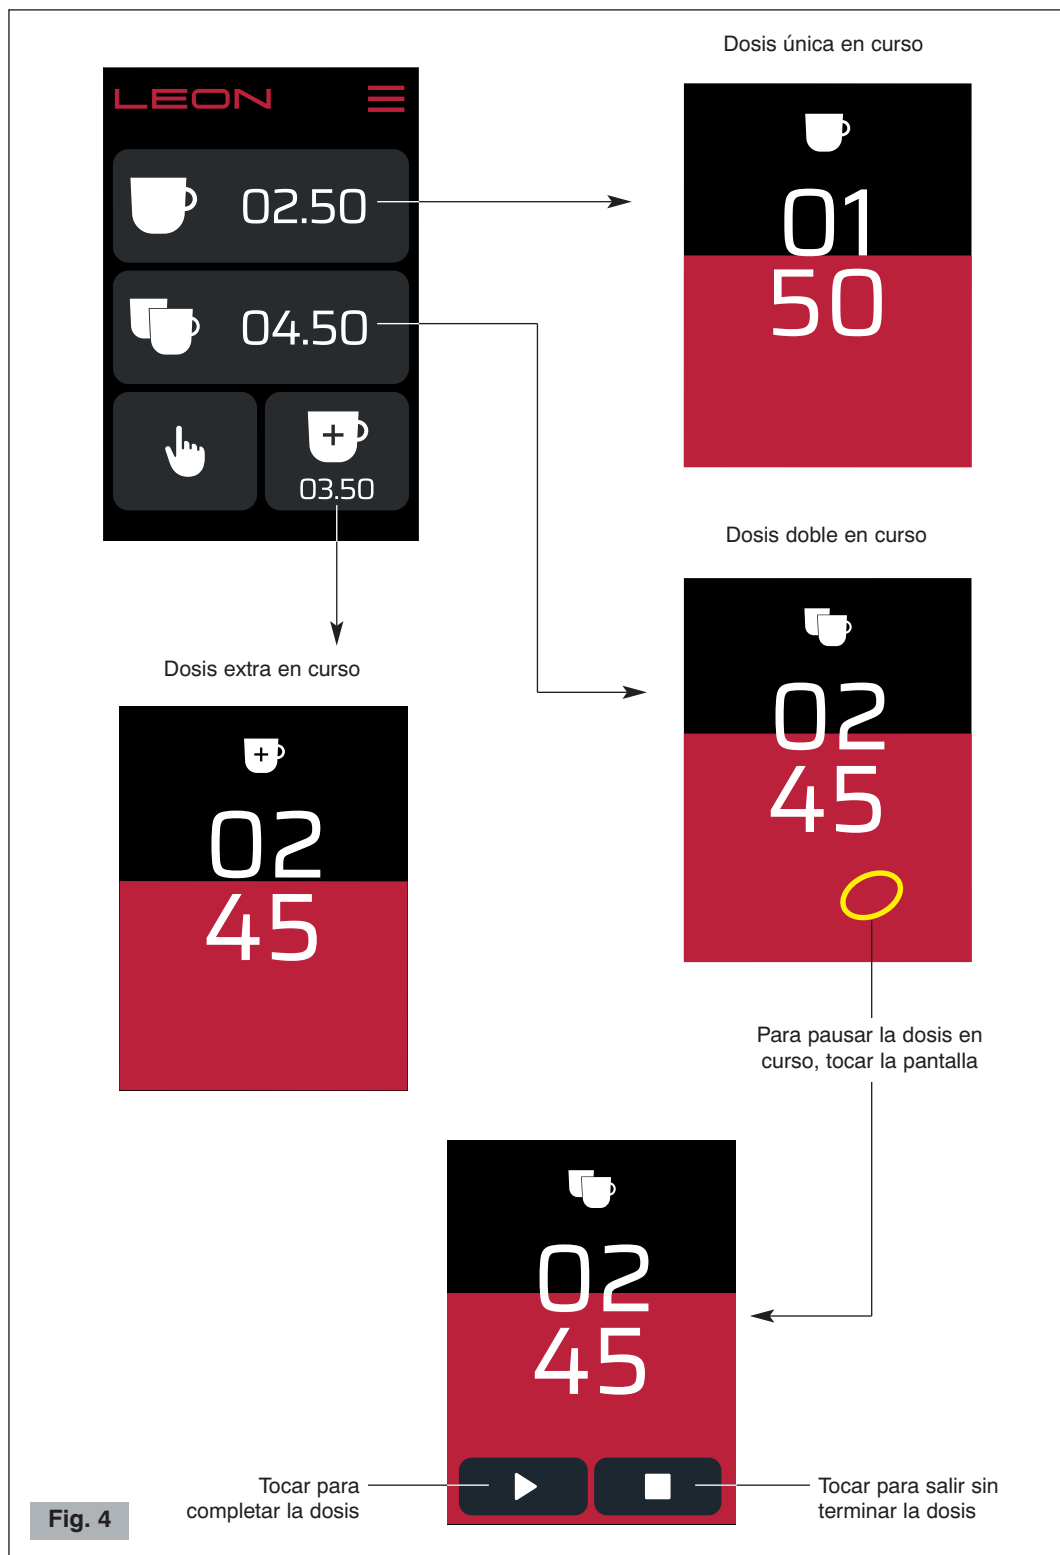 Dosis única en curso
LEON
02.50
01
50
04.50
03.50
Dosis doble en curso
Dosis extra en curso
02
45
02
45
Para pausar la dosis en
curso, tocar la pantalla
02
45
Tocar para
completar la dosis
Tocar para salir sin
terminar la dosis
Fig. 4